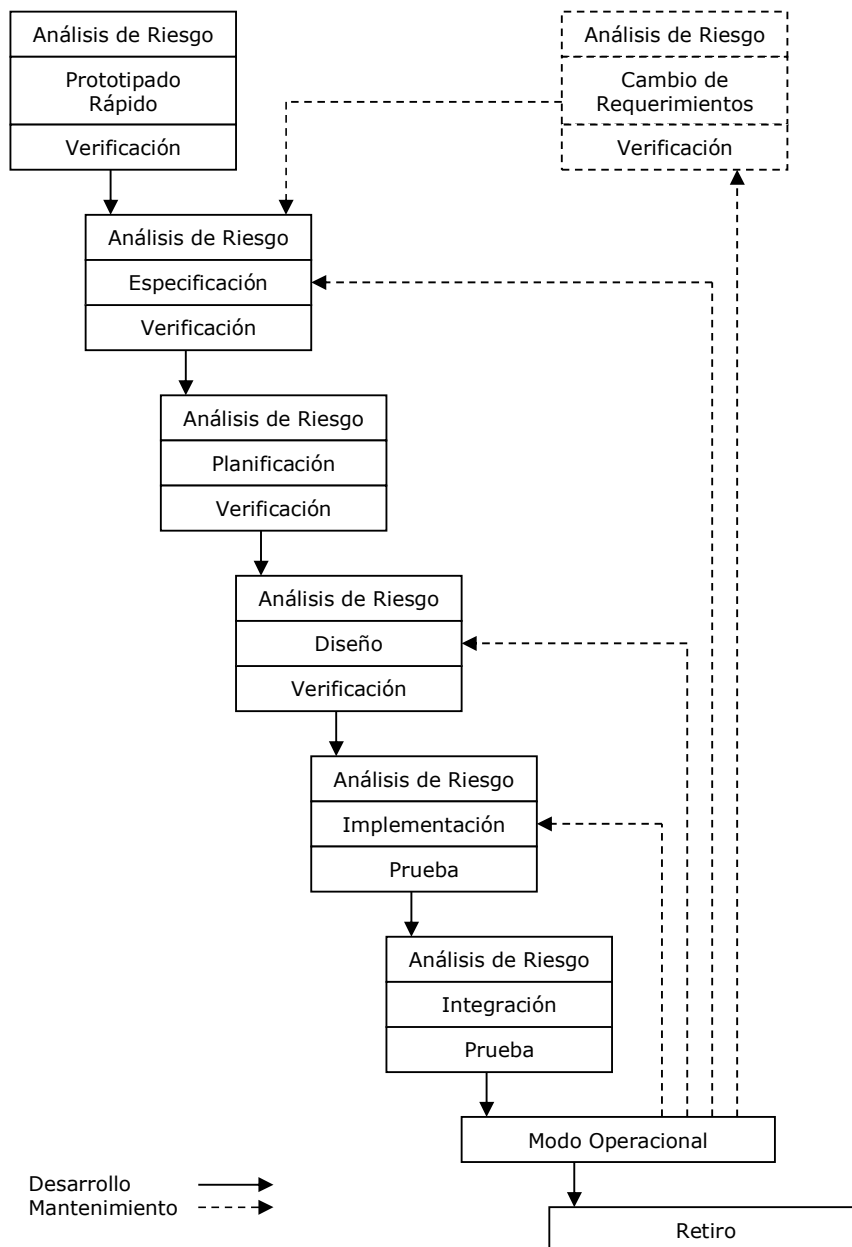 Análisis de Riesgo
Prototipado
Rápido
Verificación
Análisis de Riesgo
Cambio de
Requerimientos
Verificación
Análisis de Riesgo
Especificación
Verificación
Análisis de Riesgo
Planificación
Verificación
Análisis de Riesgo
Diseño
Verificación
Análisis de Riesgo
Implementación
Prueba
Análisis de Riesgo
Integración
Prueba
Modo Operacional
Desarrollo
Mantenimiento
Retiro